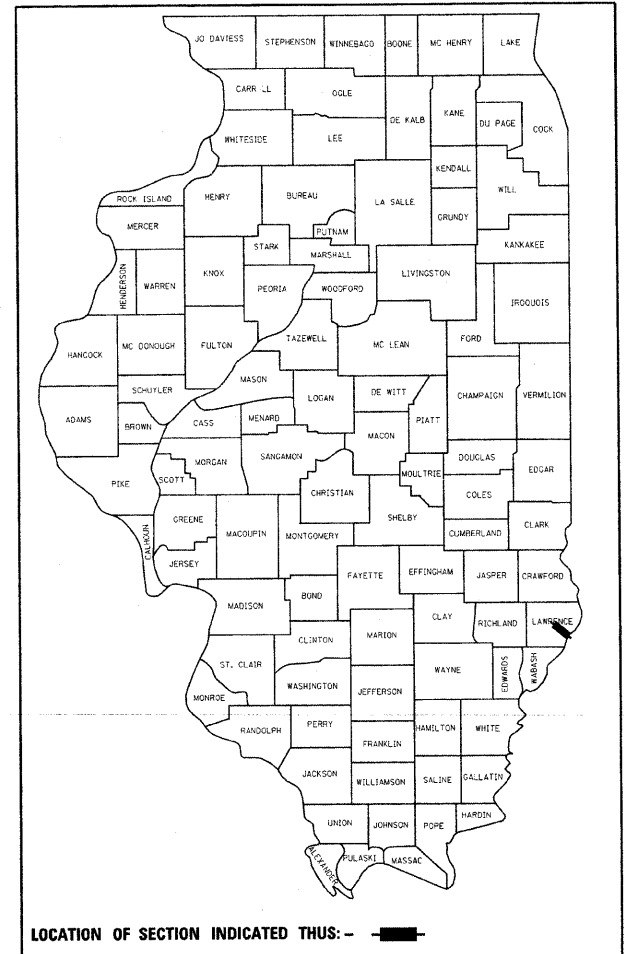 JO DAVIESS STEPHENSON WINNEBAGO BOONE MC HENRY LAKE
CARR LL OGLE DE KALB KANE DU PAGE COCK
WHITESIDE LEE KENDALL WILL
ROCK ISLAND HENRY BUREAU LA SALLE GRUNDY
MERCER PUTNAM KANKAKEE
HENDERSON WARREN KNOX STARK MARSHALL LIVINGSTON
PEORIA WOODFORD IROQUOIS
HANCOCK MC DONOUGH FULTON TAZEWELL MC LEAN FORD
SCHUYLER MASON LOGAN DE WITT CHAMPAIGN VERMILION
ADAMS BROWN CASS MENARD MACON PIATT
PIKE SCOTT MORGAN SANGAMON CHRISTIAN MOULTRIE DOUGLAS EDGAR
COLES
CALHOUN GREENE MACOUPIN MONTGOMERY SHELBY CUMBERLAND CLARK
JERSEY FAYETTE EFFINGHAM JASPER CRAWFORD
MADISON BOND CLAY RICHLAND LAWRENCE
CLINTON MARION
ST. CLAIR WAYNE EDWARDS WABASH
MONROE WASHINGTON JEFFERSON
RANDOLPH PERRY FRANKLIN HAMILTON WHITE
JACKSON WILLIAMSON SALINE GALLATIN
UNION JOHNSON POPE HARDIN
ALEXANDER PULASKI MASSAC
LOCATION OF SECTION INDICATED THUS: -